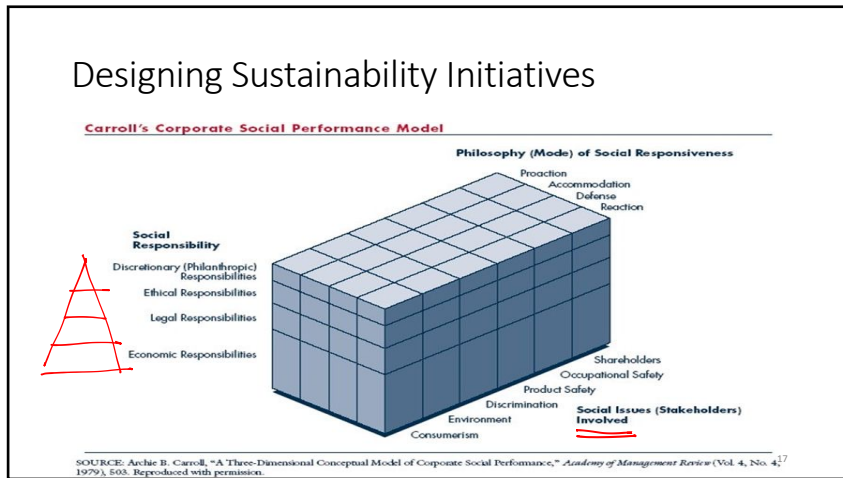 Designing Sustainability Initiatives
Carroll's Corporate Social Performance Model
Philosophy (Mode) of Social Responsiveness
Proaction
Accommodation
Defense
Reaction
Social
Responsibility
Discretionary (Philanthropic)
Responsibilities
Ethical Responsibilities
Legal Responsibilities
Economic Responsibilities
Shareholders
Occupational Safety
Product Safety
Discrimination
Environment
Consumerism
Social Issues (Stakeholders)
Involved
SOURCE: Archie B. Carroll, "A Three-Dimensional Conceptual Model of Corporate Social Performance," Academy of Management Review (Vol. 4, No. 4,
1979), 503. Reproduced with permission.
17